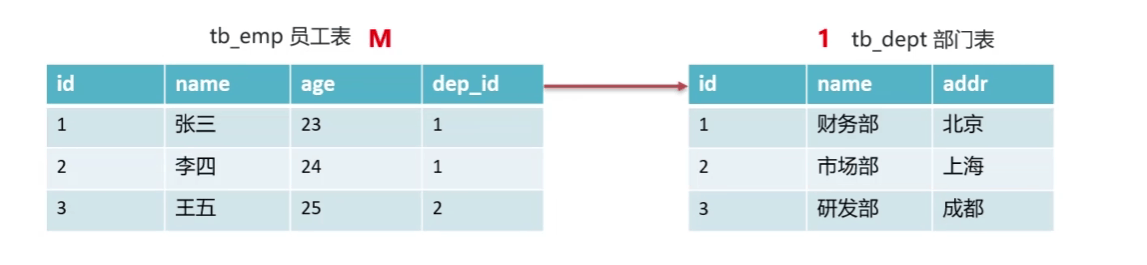 tb_emp 员工表 M
1 tb_dept 部门表
id name age dep_id
1 张三 23 1
2 李四 24 1
3 王五 25 2
id name addr
1 财务部 北京
2 市场部 上海
3 研发部 成都